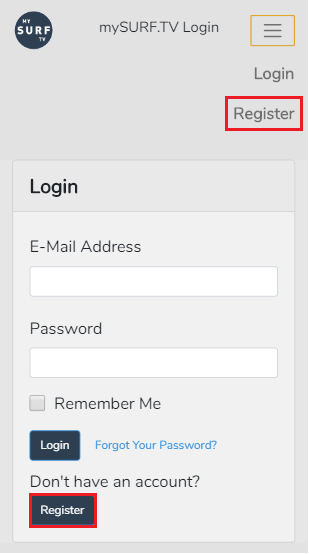 MY
SURF
TV
mySURF.TV Login
Login
Register
Login
E-Mail Address
Password
Remember Me
Login Forgot Your Password?
Don't have an account?
Register